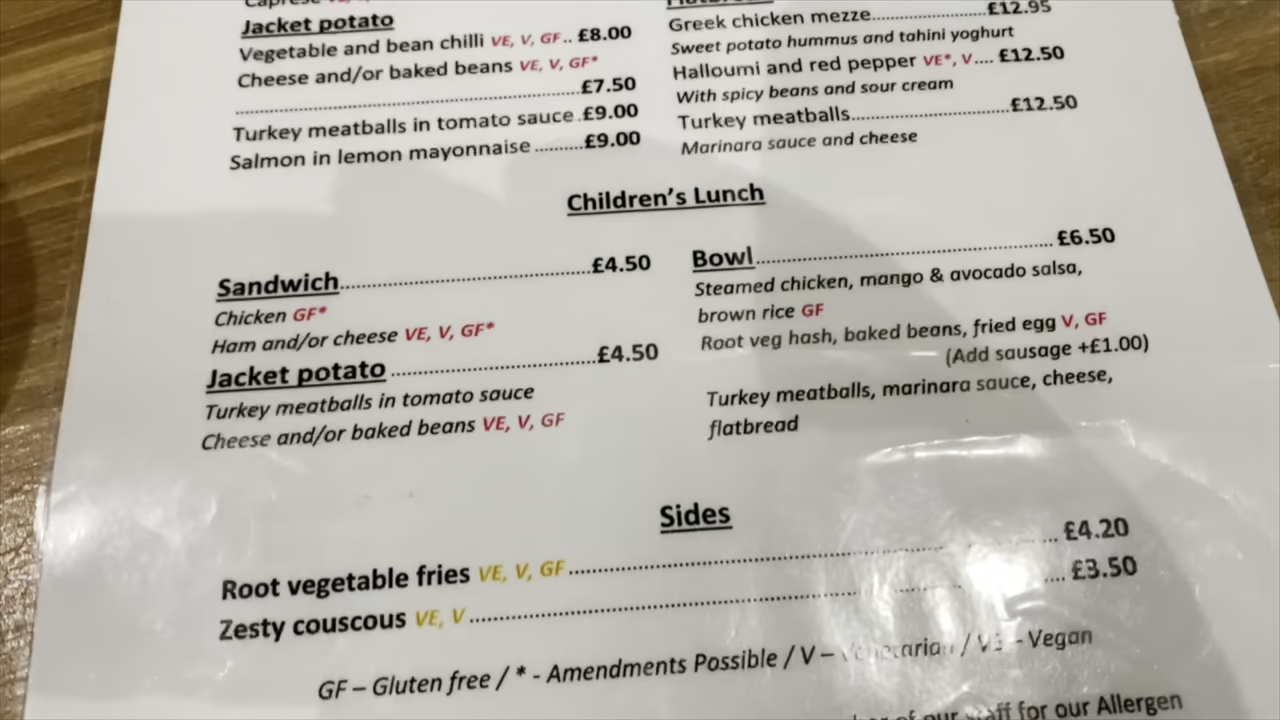 Jacket potato
Vegetable and bean chilli VE, V, GF.. £8.00
Cheese and/or baked beans VE, V, GF*
£7.50
Turkey meatballs in tomato sauce .£9.00
Salmon in lemon mayonnaise ..........£9.00
Greek chicken mezze........................£12.95
Sweet potato hummus and tahini yoghurt
Halloumi and red pepper VE*, V.... £12.50
With spicy beans and sour cream
Turkey meatballs................................£12.50
Marinara sauce and cheese
Children's Lunch
Sandwich..........................................£4.50
Chicken GF*
Ham and/or cheese VE, V, GF*
Jacket potato ..................................£4.50
Turkey meatballs in tomato sauce
Cheese and/or baked beans VE, V, GF
Bowl................................................ £6.50
Steamed chicken, mango & avocado salsa,
brown rice GF
Root veg hash, baked beans, fried egg V, GF
(Add sausage +£1.00)
Turkey meatballs, marinara sauce, cheese,
flatbread
Sides
Root vegetable fries VE, V, GF ................................................................ £4.20
Zesty couscous VE, V ................................................................ £3.50
GF – Gluten free / * - Amendments Possible / V – / - Vegan
of our staff for our Allergen